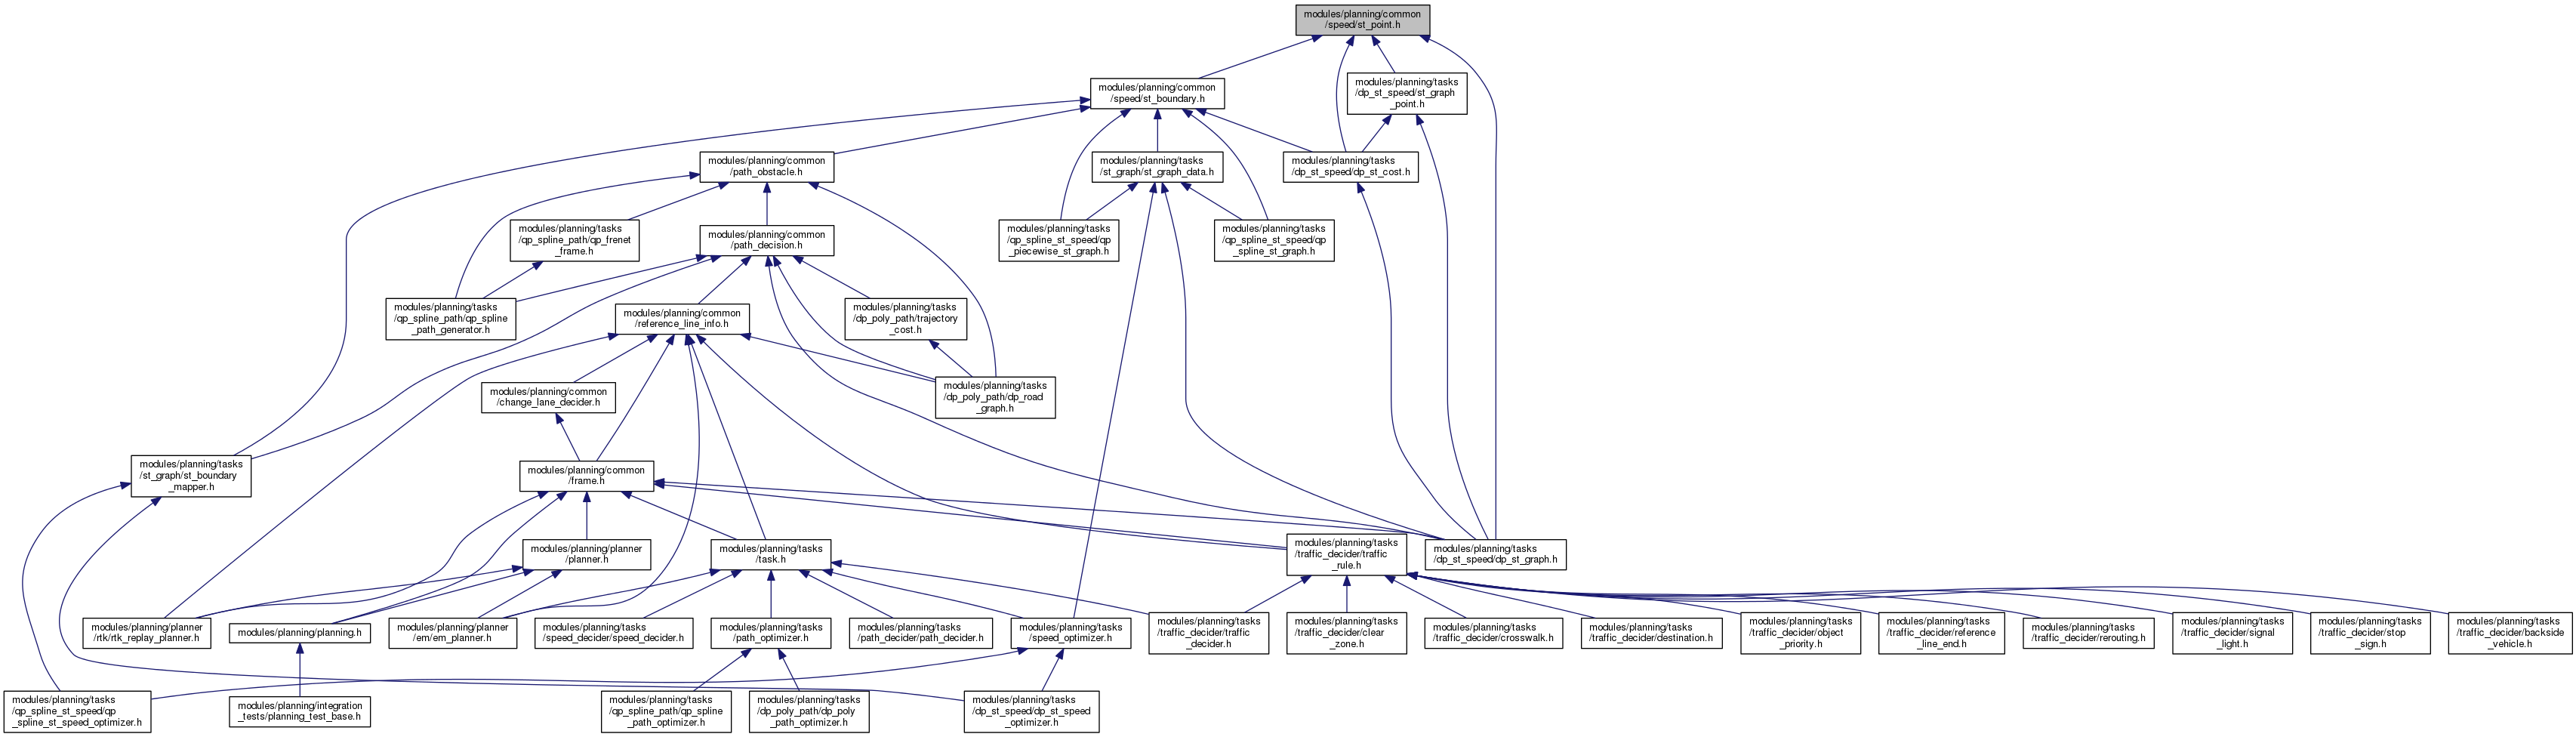 modules/planning/common
/speed/st_point.h
modules/planning/common
/speed/st_boundary.h
modules/planning/tasks
/dp_st_speed/st_graph
_point.h
modules/planning/common
/path_obstacle.h
modules/planning/tasks
/st_graph/st_graph_data.h
modules/planning/tasks
/dp_st_speed/dp_st_cost.h
modules/planning/tasks
/qp_spline_path/qp_frenet
_frame.h
modules/planning/common
/path_decision.h
modules/planning/tasks
/qp_spline_st_speed/qp
_piecewise_st_graph.h
modules/planning/tasks
/qp_spline_st_speed/qp
_spline_st_graph.h
modules/planning/tasks
/qp_spline_path/qp_spline
_path_generator.h
modules/planning/common
/reference_line_info.h
modules/planning/tasks
/dp_poly_path/trajectory
_cost.h
modules/planning/common
/change_lane_decider.h
modules/planning/tasks
/dp_poly_path/dp_road
_graph.h
modules/planning/tasks
/st_graph/st_boundary
_mapper.h
modules/planning/common
/frame.h
modules/planning/planner
/planner.h
modules/planning/tasks
/task.h
modules/planning/tasks
/traffic_decider/traffic
_rule.h
modules/planning/tasks
/dp_st_speed/dp_st_graph.h
modules/planning/planner
/rtk/rtk_replay_planner.h
modules/planning/planning.h
modules/planning/planner
/em/em_planner.h
modules/planning/tasks
/speed_decider/speed_decider.h
modules/planning/tasks
/path_optimizer.h
modules/planning/tasks
/path_decider/path_decider.h
modules/planning/tasks
/speed_optimizer.h
modules/planning/tasks
/traffic_decider/traffic
_decider.h
modules/planning/tasks
/traffic_decider/clear
_zone.h
modules/planning/tasks
/traffic_decider/crosswalk.h
modules/planning/tasks
/traffic_decider/destination.h
modules/planning/tasks
/traffic_decider/object
_priority.h
modules/planning/tasks
/traffic_decider/reference
_line_end.h
modules/planning/tasks
/traffic_decider/rerouting.h
modules/planning/tasks
/traffic_decider/signal
_light.h
modules/planning/tasks
/traffic_decider/stop
_sign.h
modules/planning/tasks
/traffic_decider/backside
_vehicle.h
modules/planning/tasks
/qp_spline_st_speed/qp
_spline_st_speed_optimizer.h
modules/planning/integration
_tests/planning_test_base.h
modules/planning/tasks
/qp_spline_path/qp_spline
_path_optimizer.h
modules/planning/tasks
/dp_poly_path/dp_poly
_path_optimizer.h
modules/planning/tasks
/dp_st_speed/dp_st_speed
_optimizer.h